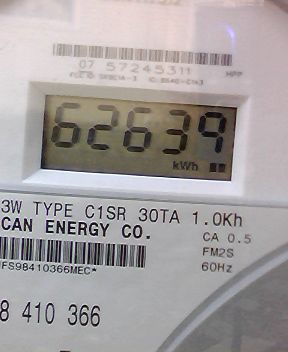 07 57245311 HPP
62639
kWh
3W TYPE C1SR 30TA 1.0Kh
CAN ENERGY CO.
CA 0.5
FM2S
60Hz
FS98410366MEC*
8 410 366